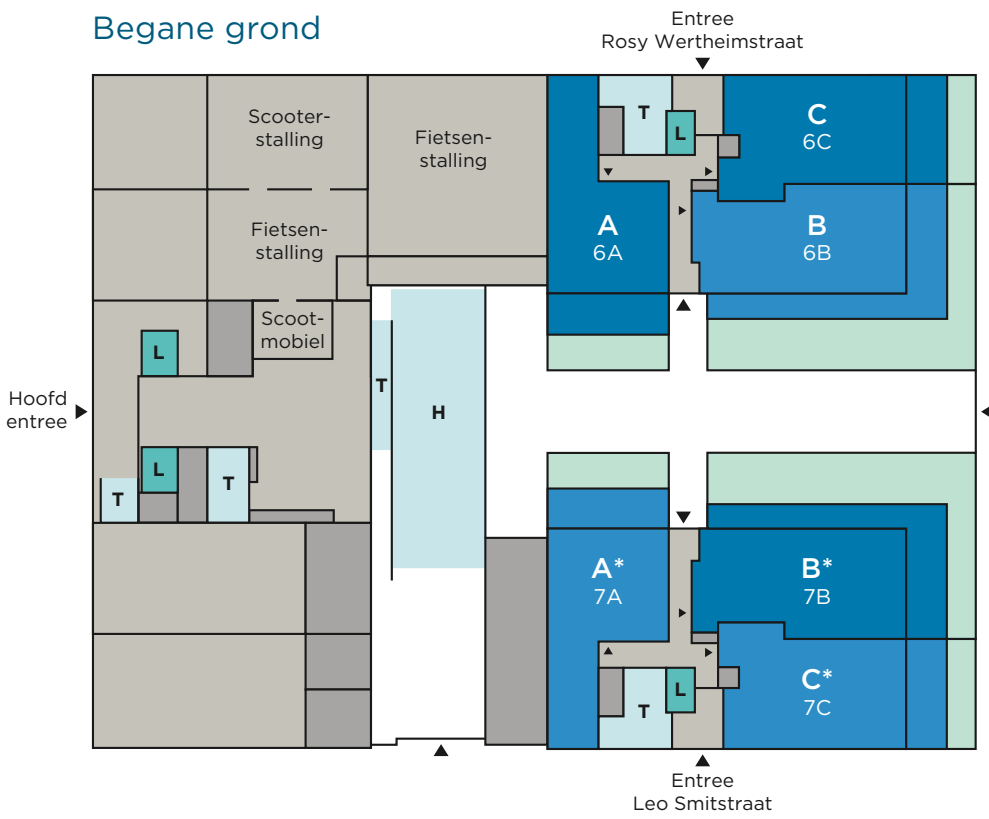 Begane grond
Entree
Rosy Wertheimstraat
Scooter-
stalling
Fietsen-
stalling
T
L
C
6C
Fietsen-
stalling
A
6A
B
6B
Scoot-
mobiel
L
T
H
Hoofd
entree
L
T
T
A*
7A
B*
7B
C*
7C
L
T
Entree
Leo Smitstraat